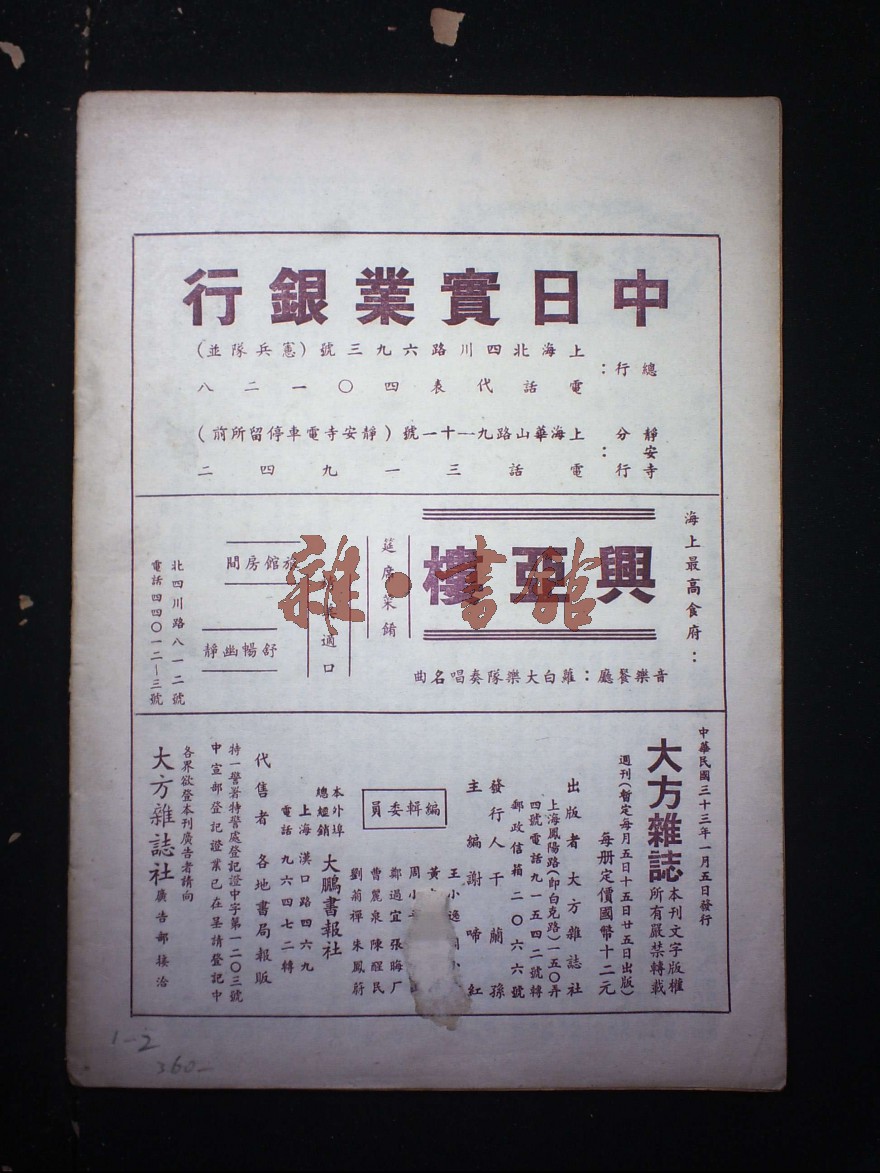 中日實業銀行
總行：
上海北四川路六九三號（憲兵隊並）
電話代表四〇一二八
靜安寺分行：
上海華山路九一十一號（靜安寺電車停留所前）
電話三一九四二
海上最高食府：
興亞樓
音樂餐廳：蘿白大樂隊奏唱名曲
筵席菜餚
適口
旅館房間
舒暢幽靜
北四川路八一二號
電話四四〇一二－三號
雜·書館
中華民國三十三年一月五日發行
大方雜誌
本刊文字版權
所有嚴禁轉載
週刊（暫定每月五日十五日廿五日出版）
每册定價國幣十二元
出版者 大方雜誌社
上海鳳陽路（即白克路）一五〇弄
四號電話九一五四二號轉
郵政信箱二〇六六號
發行人 干蘭孫
主編 謝啼紅
編輯委員
王小逸
黃
周小
鄭過宜 張晦厂
曹麗泉 陳醒民
劉菊禪 朱鳳蔚
本外埠總經銷 大鵬書報社
上海漢口路四六九
電話九六四七二轉
代售者 各地書局報販
持一警署特警處登記證中字第一二〇三號
中宣部登記證業已在呈請登記中
各界欲登本刊廣告者請向
大方雜誌社廣告部接洽
1-2
360-